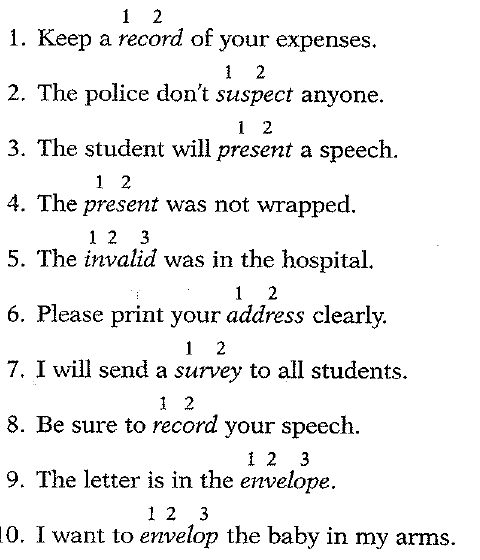 1 2
1. Keep a record of your expenses.
1 2
2. The police don't suspect anyone.
1 2
3. The student will present a speech.
1 2
4. The present was not wrapped.
1 2 3
5. The invalid was in the hospital.
1 2
6. Please print your address clearly.
1 2
7. I will send a survey to all students.
1 2
8. Be sure to record your speech.
1 2 3
9. The letter is in the envelope.
1 2 3
10. I want to envelop the baby in my arms.